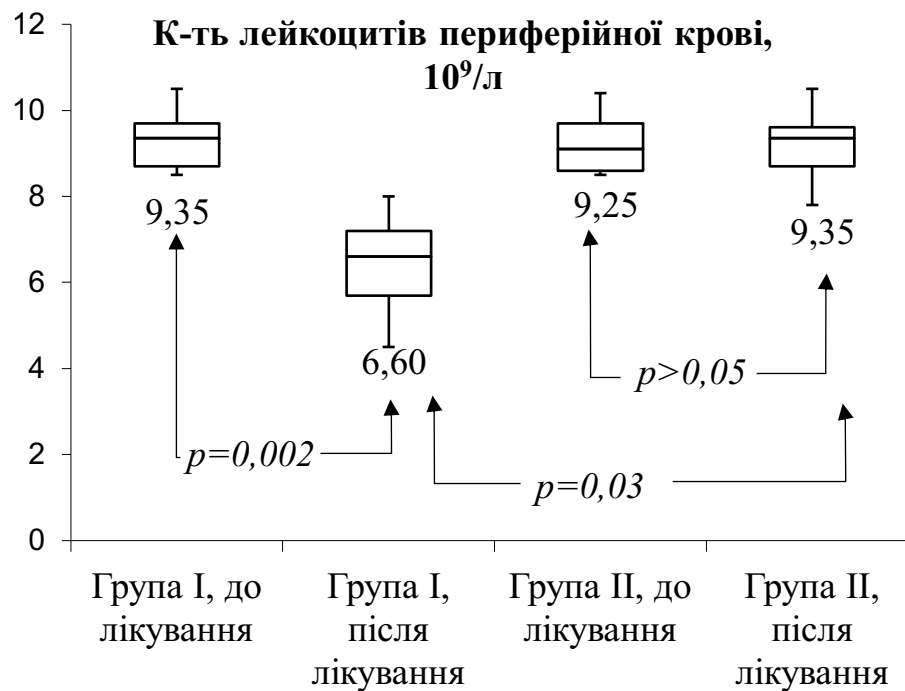 К-ть лейкоцитів периферійної крові,
10⁹/л
12
10
8
6
4
2
0
9,35
6,60
9,25
9,35
p=0,002
p>0,05
p=0,03
Група I, до
лікування
Група I,
після
лікування
Група II, до
лікування
Група II,
після
лікування